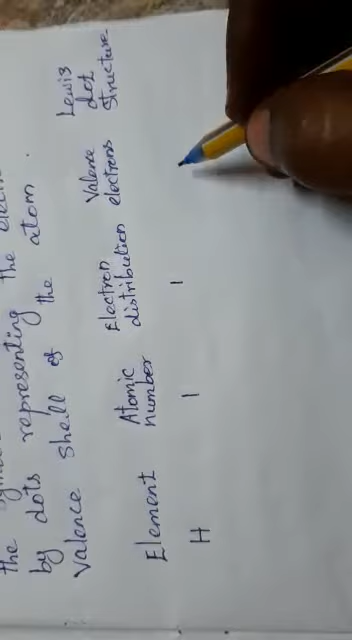 the
by dots representing the
Valence shell of the atom.
Element Atomic number Electron distribution Valence electrons Lewis dot structure
H 1 1